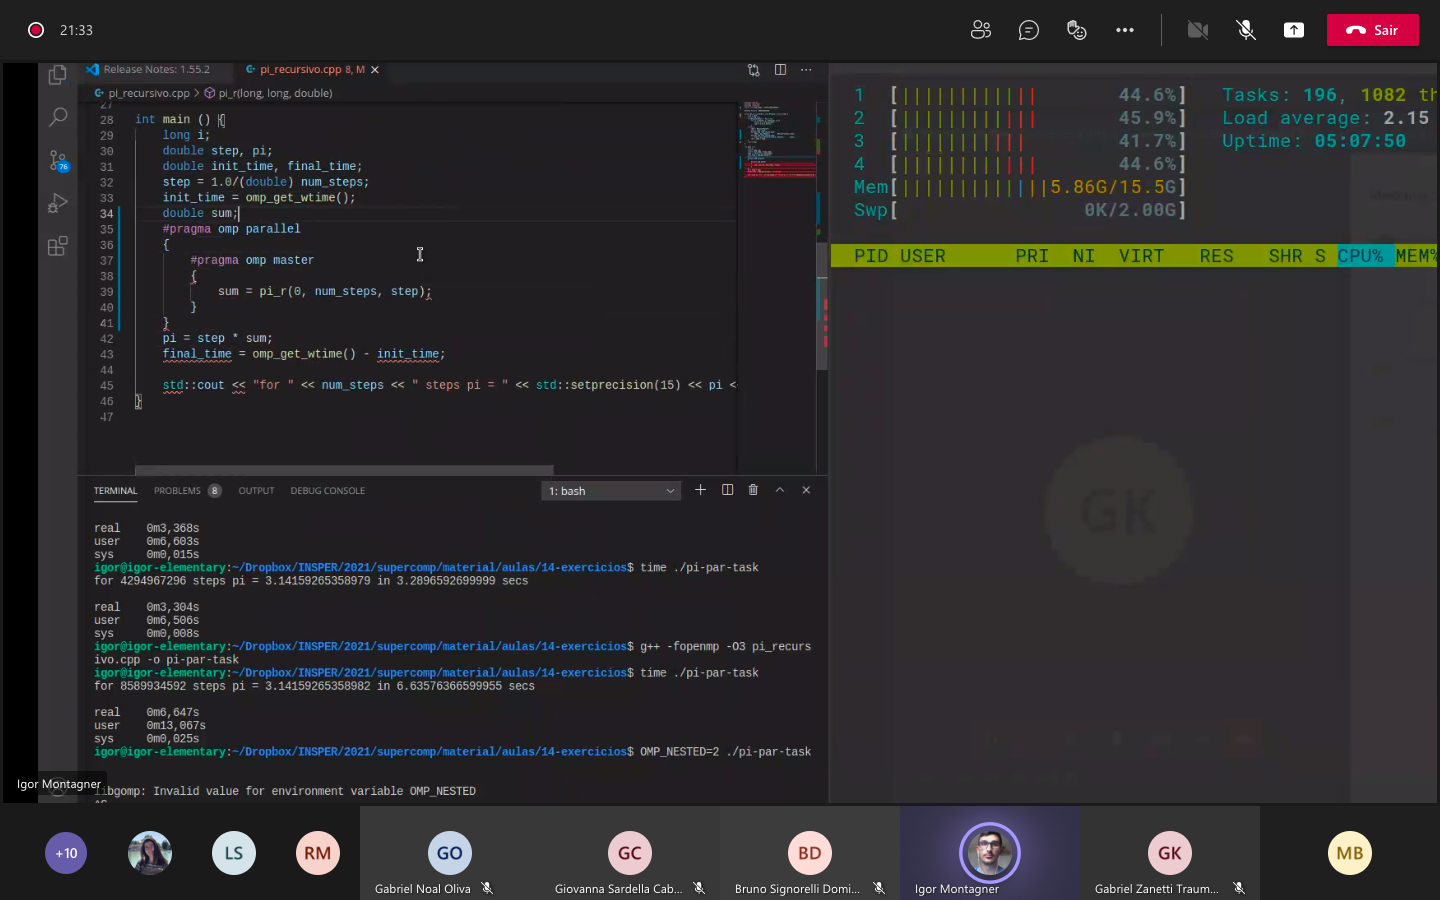 21:33
Sair
Release Notes: 1.55.2
pi_recursivo.cpp 8, M
pi_recursivo.cpp > pi_r(long, long, double)
27
28 int main () {
29 long i;
30 double step, pi;
31 double init_time, final_time;
32 step = 1.0/(double) num_steps;
33 init_time = omp_get_wtime();
34 double sum;
35 #pragma omp parallel
36 {
37 #pragma omp master
38 {
39 sum = pi_r(0, num_steps, step);
40 }
41 }
42 pi = step * sum;
43 final_time = omp_get_wtime() - init_time;
44
45 std::cout << "for " << num_steps << " steps pi = " << std::setprecision(15) << pi <
46 }
47
76
TERMINAL PROBLEMS 8 OUTPUT DEBUG CONSOLE 1: bash
real 0m3,368s
user 0m6,603s
sys 0m0,015s
igor@igor-elementary:~/Dropbox/INSPER/2021/supercomp/material/aulas/14-exercicios$ time ./pi-par-task
for 4294967296 steps pi = 3.14159265358979 in 3.2896592699999 secs
real 0m3,304s
user 0m6,506s
sys 0m0,008s
igor@igor-elementary:~/Dropbox/INSPER/2021/supercomp/material/aulas/14-exercicios$ g++ -fopenmp -O3 pi_recurs
ivo.cpp -o pi-par-task
igor@igor-elementary:~/Dropbox/INSPER/2021/supercomp/material/aulas/14-exercicios$ time ./pi-par-task
for 8589934592 steps pi = 3.14159265358982 in 6.63576366599955 secs
real 0m6,647s
user 0m13,067s
sys 0m0,025s
igor@igor-elementary:~/Dropbox/INSPER/2021/supercomp/material/aulas/14-exercicios$ OMP_NESTED=2 ./pi-par-task
libgomp: Invalid value for environment variable OMP_NESTED
Igor Montagner
1 [ 44.6%] Tasks: 196, 1082 th
2 [ 45.9%] Load average: 2.15
3 [ 41.7%] Uptime: 05:07:50
4 [ 44.6%]
Mem[ 5.86G/15.5G]
Swp[ 0K/2.00G]
PID USER PRI NI VIRT RES SHR S CPU% MEM%
GK
+10
LS
RM
GO
GC
BD
GK
MB
Gabriel Noal Oliva
Giovanna Sardella Cab...
Bruno Signorelli Domi...
Igor Montagner
Gabriel Zanetti Traum...